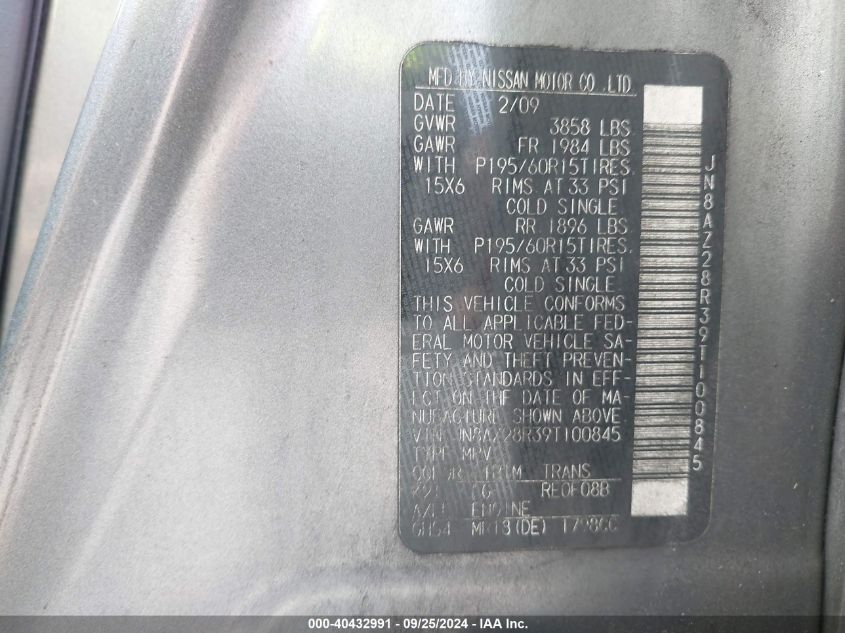 MFD BY NISSAN MOTOR CO.,LTD.
DATE 2/09
GVWR 3858 LBS
GAWR FR 1984 LBS
WITH P195/60R15TIRES.
15X6 RIMS AT 33 PSI
COLD SINGLE
GAWR RR 1896 LBS.
WITH P195/60R15TIRES.
15X6 RIMS AT 33 PSI
COLD SINGLE
THIS VEHICLE CONFORMS
TO ALL APPLICABLE FED-
ERAL MOTOR VEHICLE SA-
FETY AND THEFT PREVEN-
TION STANDARDS IN EFF-
ECT ON THE DATE OF MA-
NUFACTURE SHOWN ABOVE.
VIN JN8AZ28R39T100845
TYPE MPV
COLOR TRIM TRANS
G RE0F08B
AXLE ENGINE
MR18(DE) 1798CC
JN8AZ28R39T100845
000-40432991 - 09/25/2024 - IAA Inc.